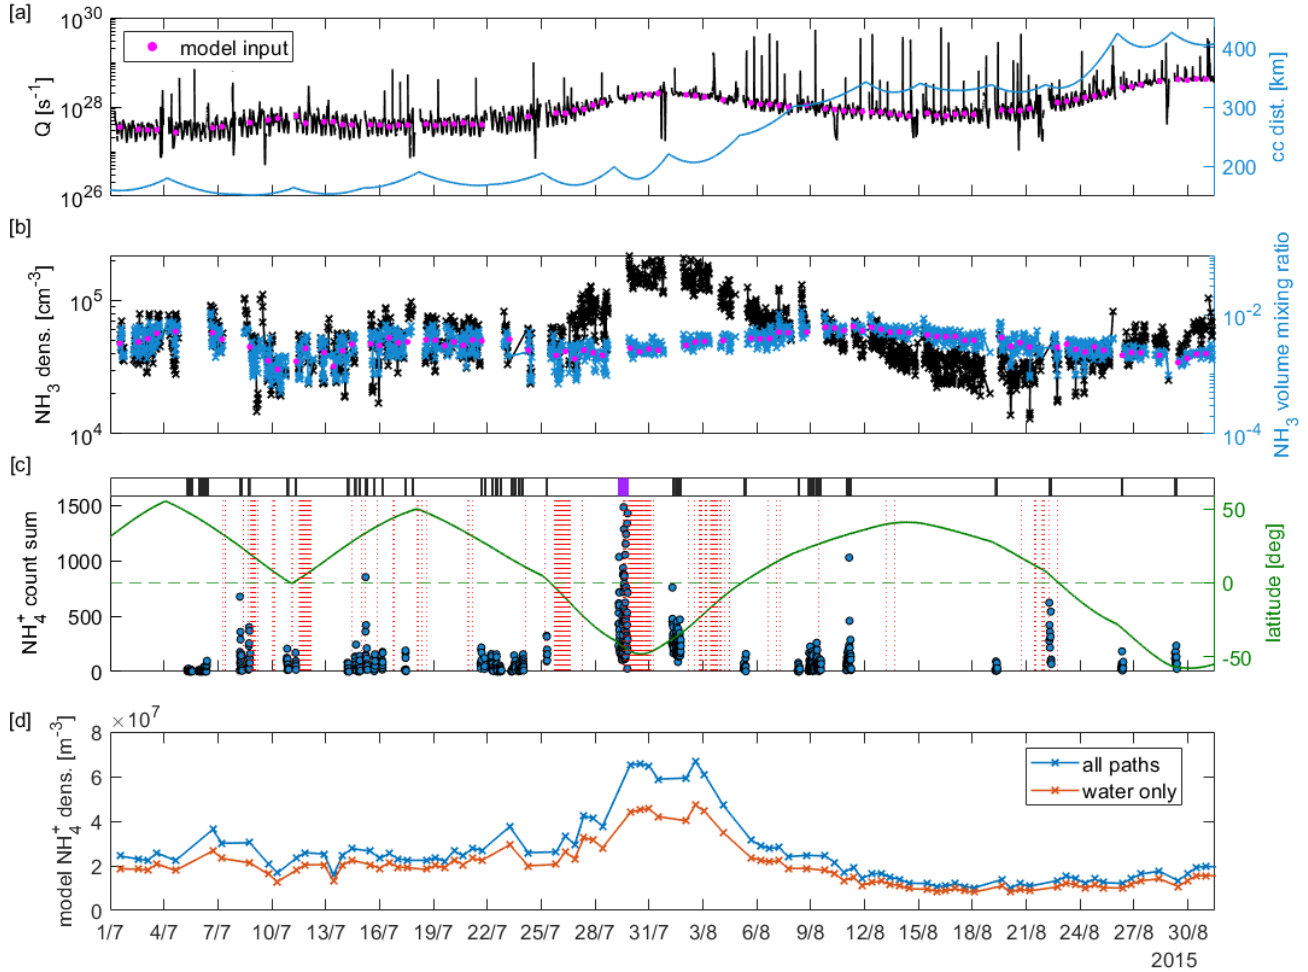 [a]
10^30
10^28
10^26
Q [s^-1]
model input
400
300
200
cc dist. [km]
[b]
10^5
10^4
NH_3 dens. [cm^-3]
10^-2
10^-4
NH_3 volume mixing ratio
[c]
1500
1000
500
0
NH_4^+ count sum
50
0
-50
latitude [deg]
[d]
×10^7
8
6
4
2
0
model NH_4^+ dens. [m^-3]
all paths
water only
1/7 4/7 7/7 10/7 13/7 16/7 19/7 22/7 25/7 28/7 31/7 3/8 6/8 9/8 12/8 15/8 18/8 21/8 24/8 27/8 30/8
2015